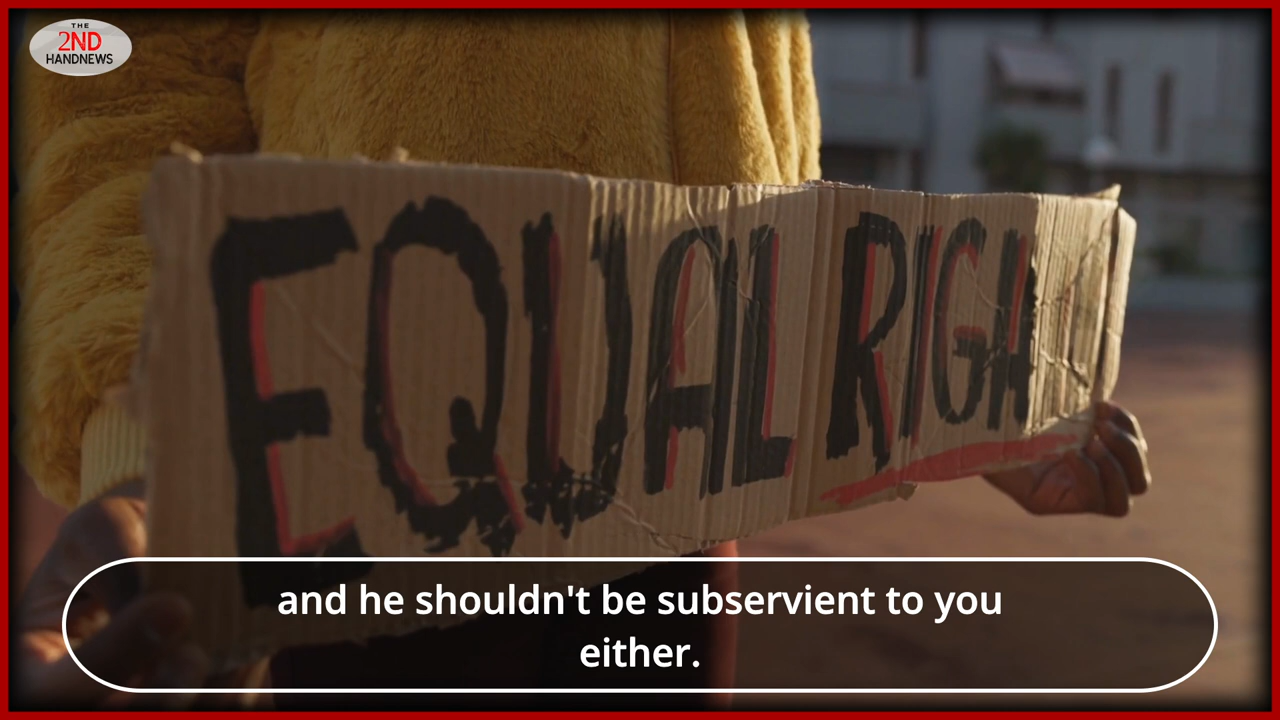 THE
2ND
HANDNEWS
EQUAL RIGH
and he shouldn't be subservient to you
either.